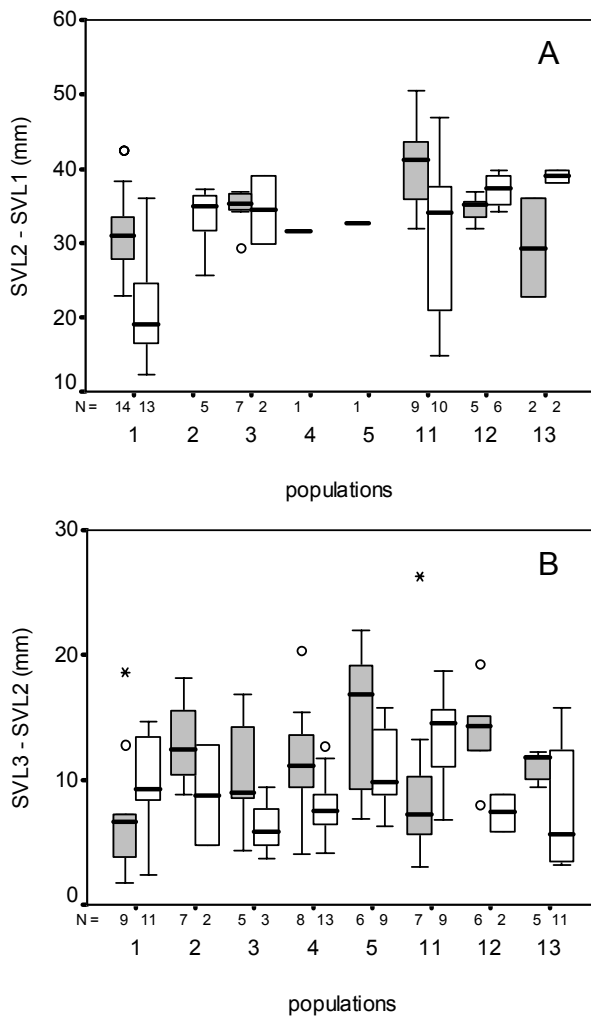 60
A
50
40
30
20
10
SVL2 - SVL1 (mm)
N = 14 13 5 7 2 1 1 9 10 5 6 2 2
1 2 3 4 5 11 12 13
populations
30
B
20
10
0
SVL3 - SVL2 (mm)
N = 9 11 7 2 5 3 8 13 6 9 7 9 6 2 5 11
1 2 3 4 5 11 12 13
populations